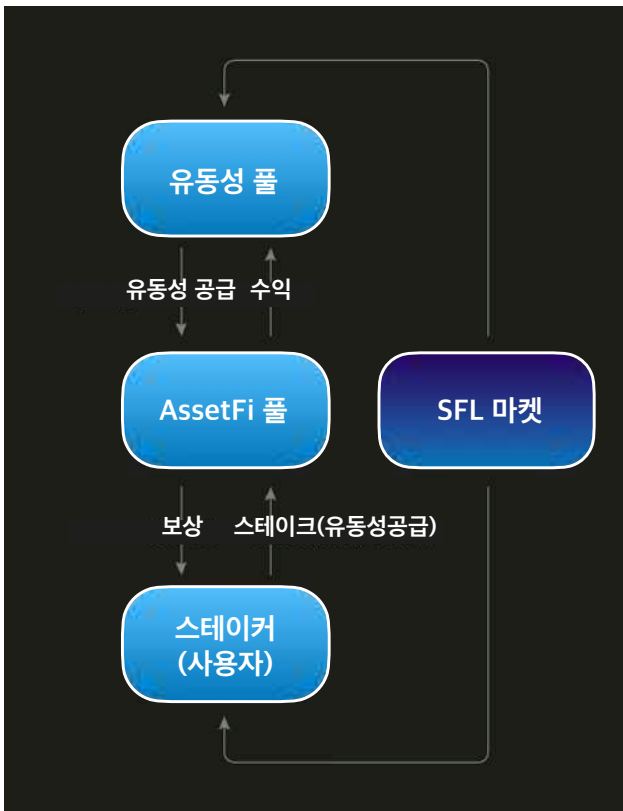 유동성 풀
유동성 공급 수익
AssetFi 풀
SFL 마켓
보상 스테이크(유동성공급)
스테이커
(사용자)